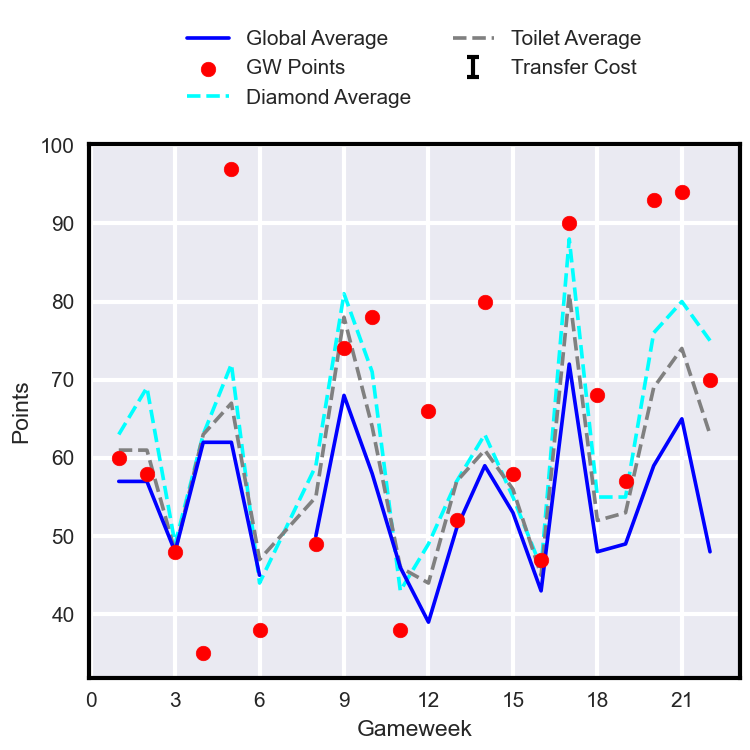 Global Average
GW Points
Diamond Average
Toilet Average
Transfer Cost
100
90
80
70
60
50
40
Points
0 3 6 9 12 15 18 21
Gameweek